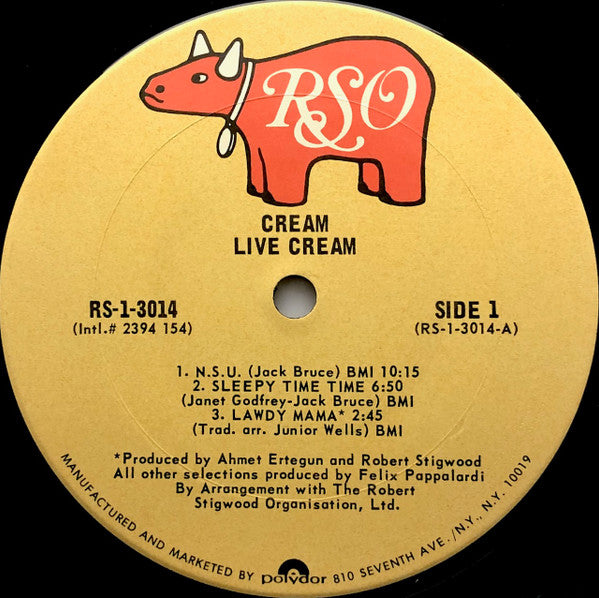 RSO
CREAM
LIVE CREAM
RS-1-3014
(Intl.# 2394 154)
SIDE 1
(RS-1-3014-A)
1. N.S.U. (Jack Bruce) BMI 10:15
2. SLEEPY TIME TIME 6:50
(Janet Godfrey-Jack Bruce) BMI
3. LAWDY MAMA* 2:45
(Trad. arr. Junior Wells) BMI
*Produced by Ahmet Ertegun and Robert Stigwood
All other selections produced by Felix Pappalardi
By Arrangement with The Robert
Stigwood Organisation, Ltd.
MANUFACTURED AND MARKETED BY polydor 810 SEVENTH AVE./N.Y., N.Y. 10019